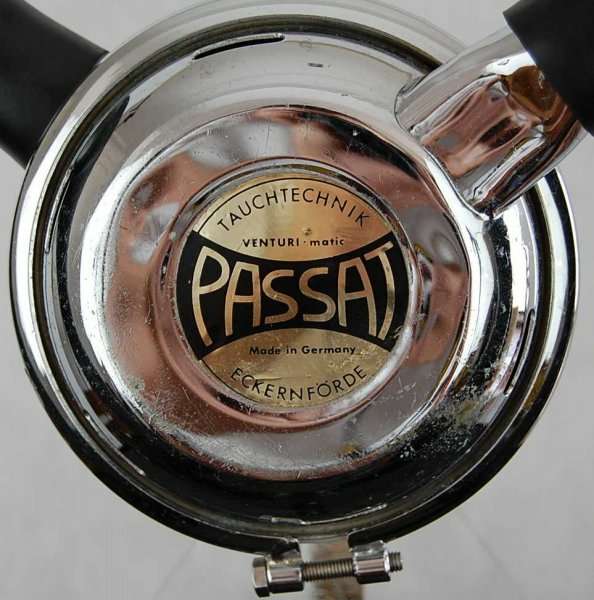 TAUCHTECHNIK
VENTURI · matic
PASSAT
Made in Germany
ECKERNFÖRDE